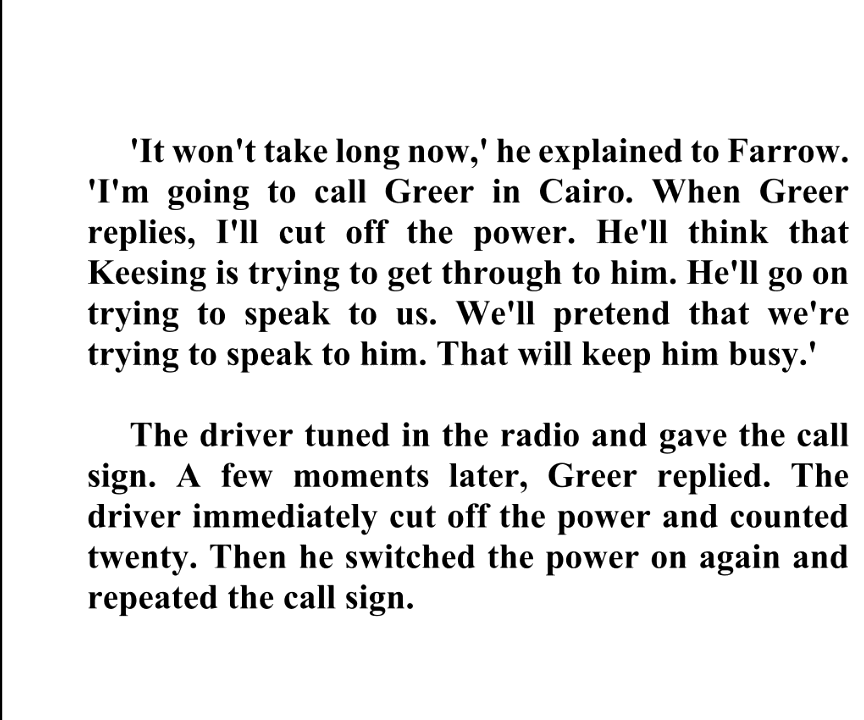 'It won't take long now,' he explained to Farrow.
'I'm going to call Greer in Cairo. When Greer
replies, I'll cut off the power. He'll think that
Keesing is trying to get through to him. He'll go on
trying to speak to us. We'll pretend that we're
trying to speak to him. That will keep him busy.'
The driver tuned in the radio and gave the call
sign. A few moments later, Greer replied. The
driver immediately cut off the power and counted
twenty. Then he switched the power on again and
repeated the call sign.